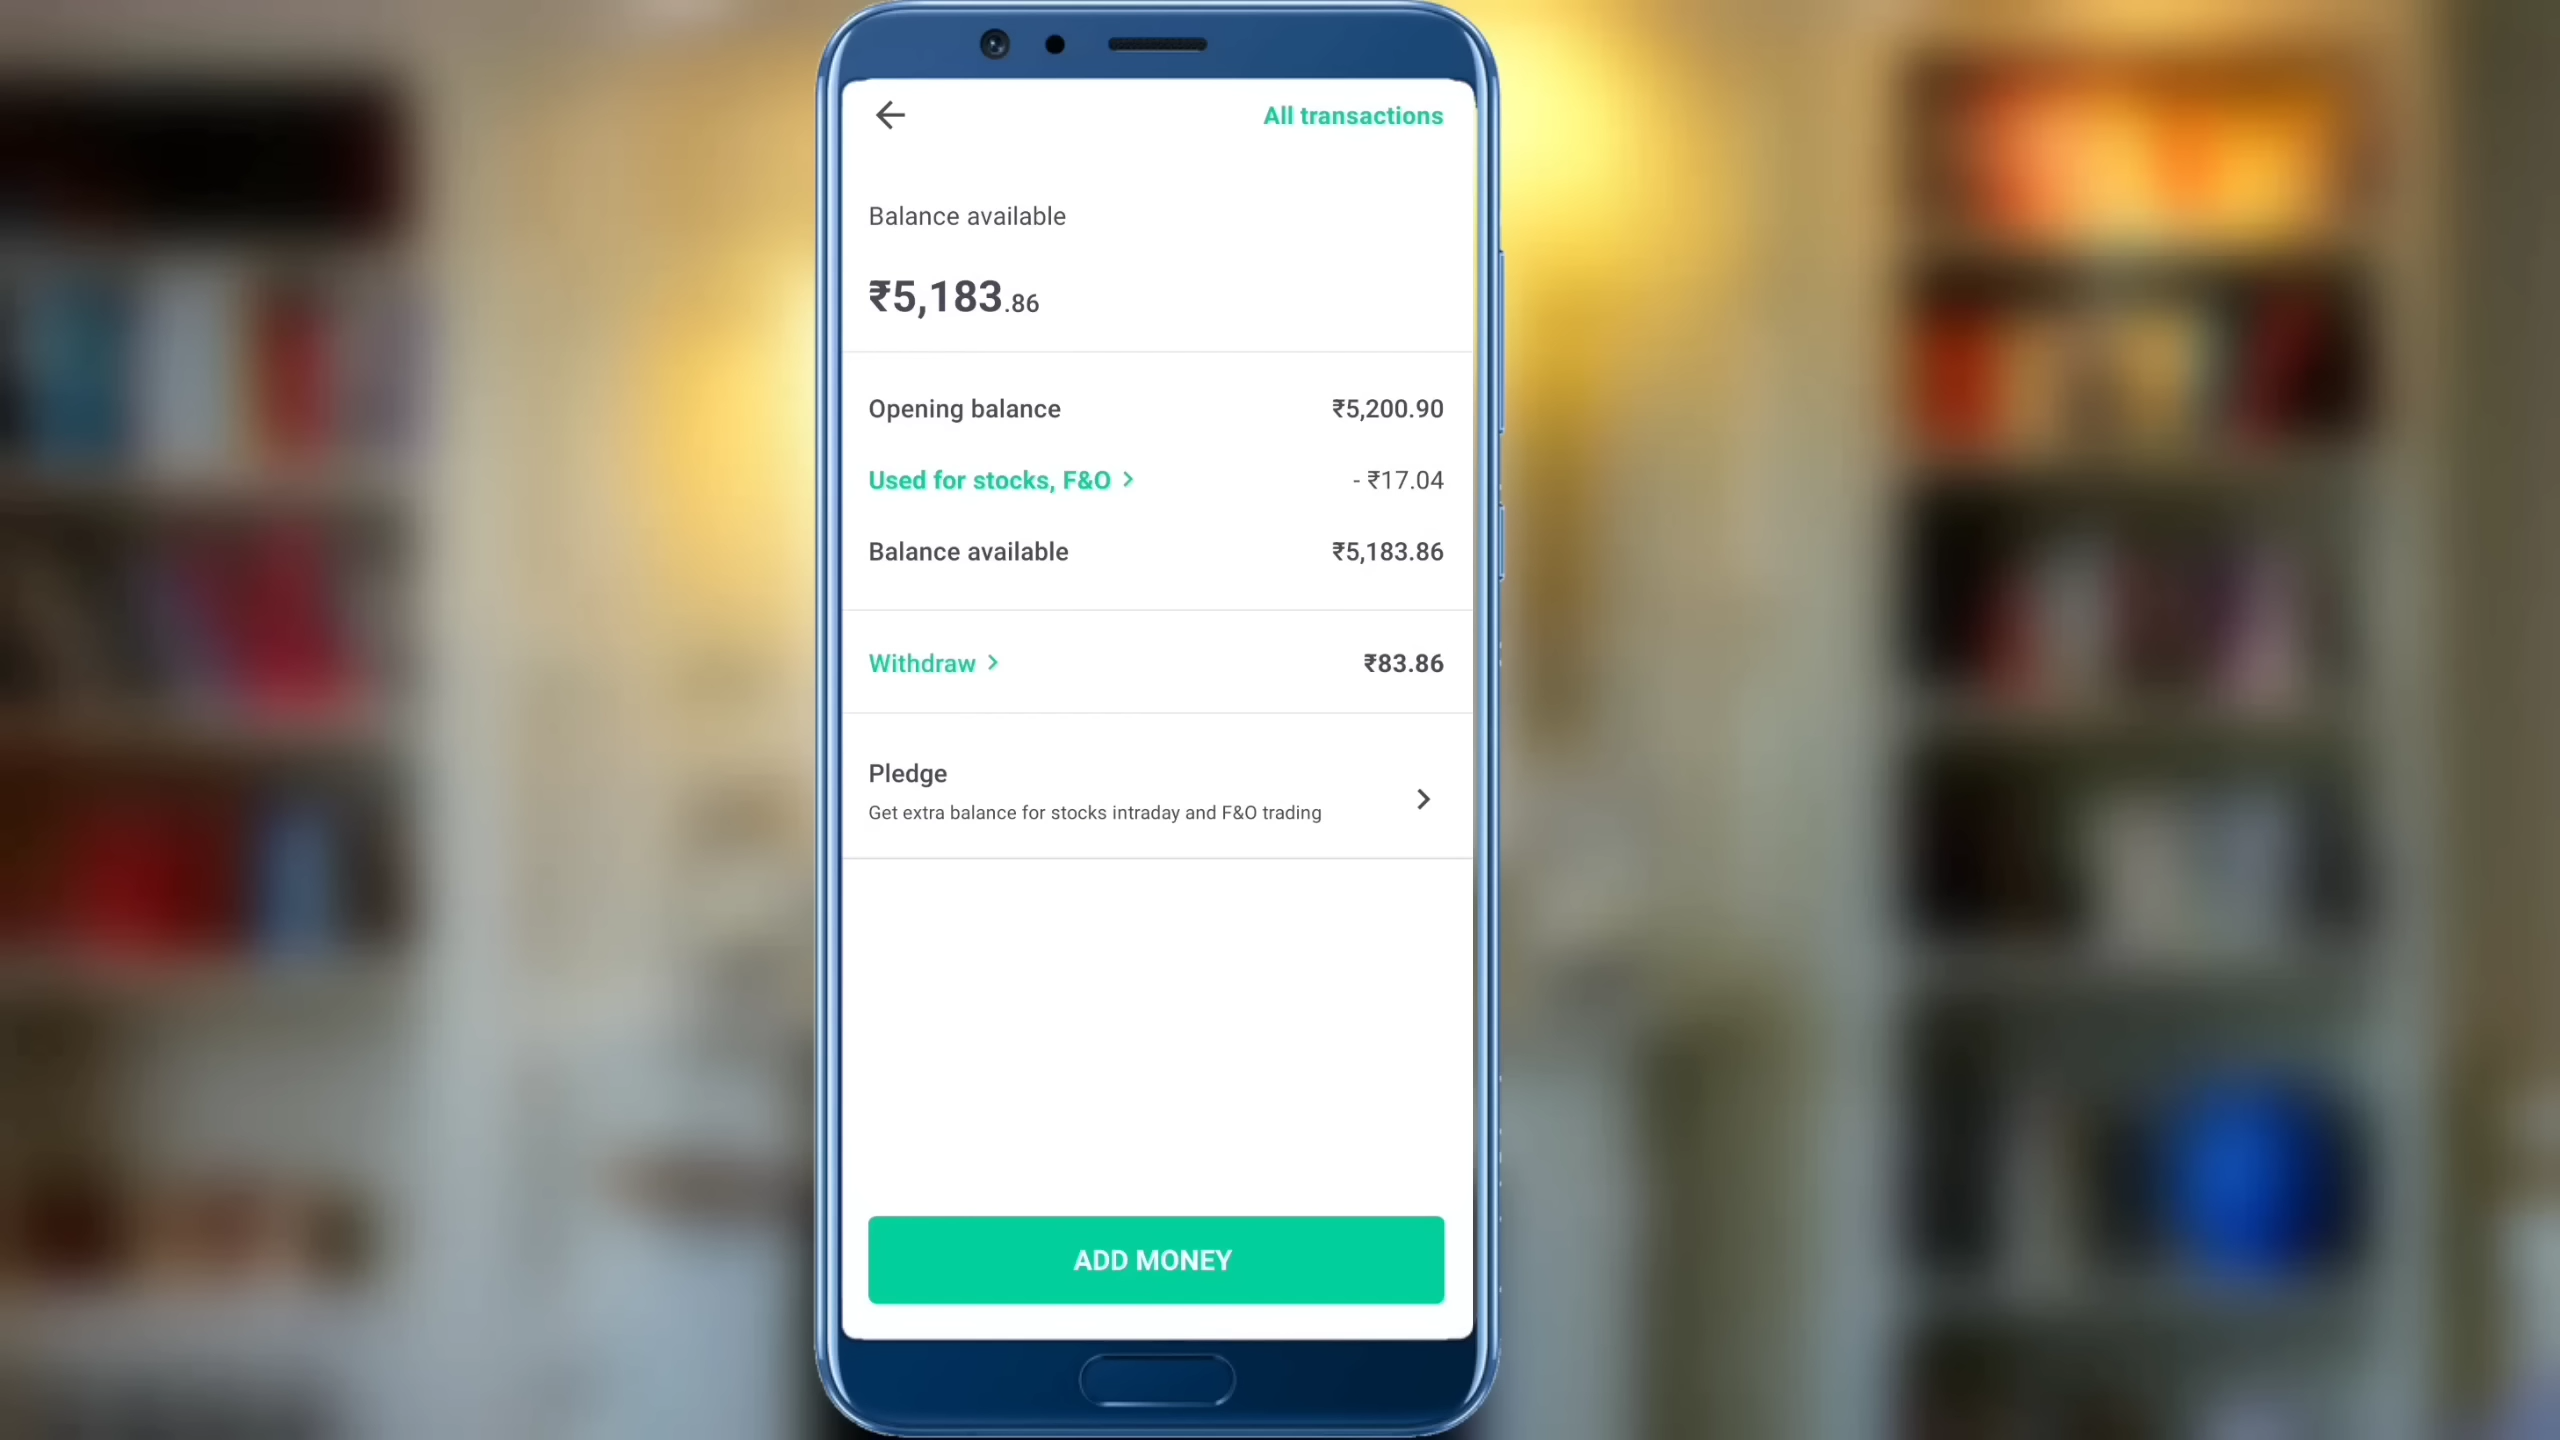 All transactions
Balance available
₹5,183.86
Opening balance ₹5,200.90
Used for stocks, F&O > - ₹17.04
Balance available ₹5,183.86
Withdraw > ₹83.86
Pledge
Get extra balance for stocks intraday and F&O trading
ADD MONEY